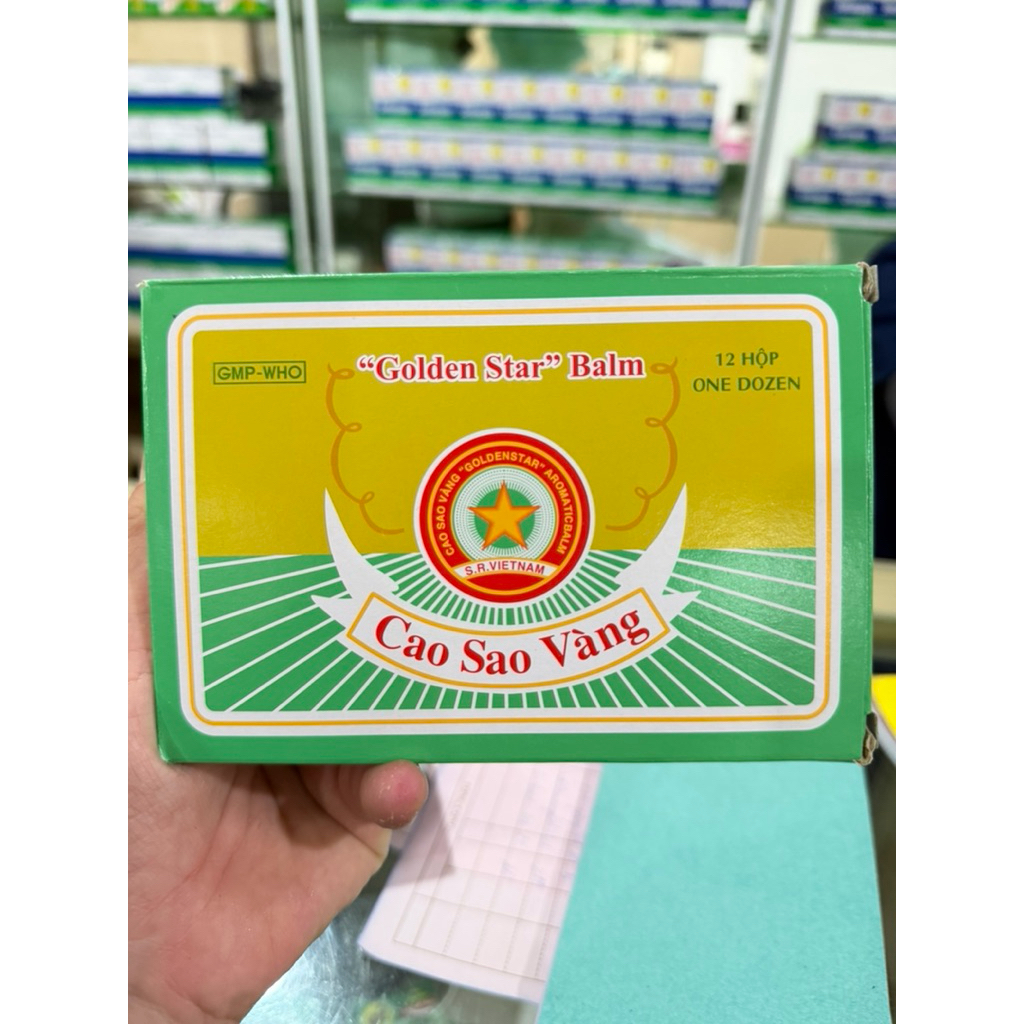 GMP-WHO
“Golden Star” Balm
12 HỘP
ONE DOZEN
CAO SAO VÀNG "GOLDENSTAR" AROMATICBALM
S.R.VIETNAM
Cao Sao Vàng